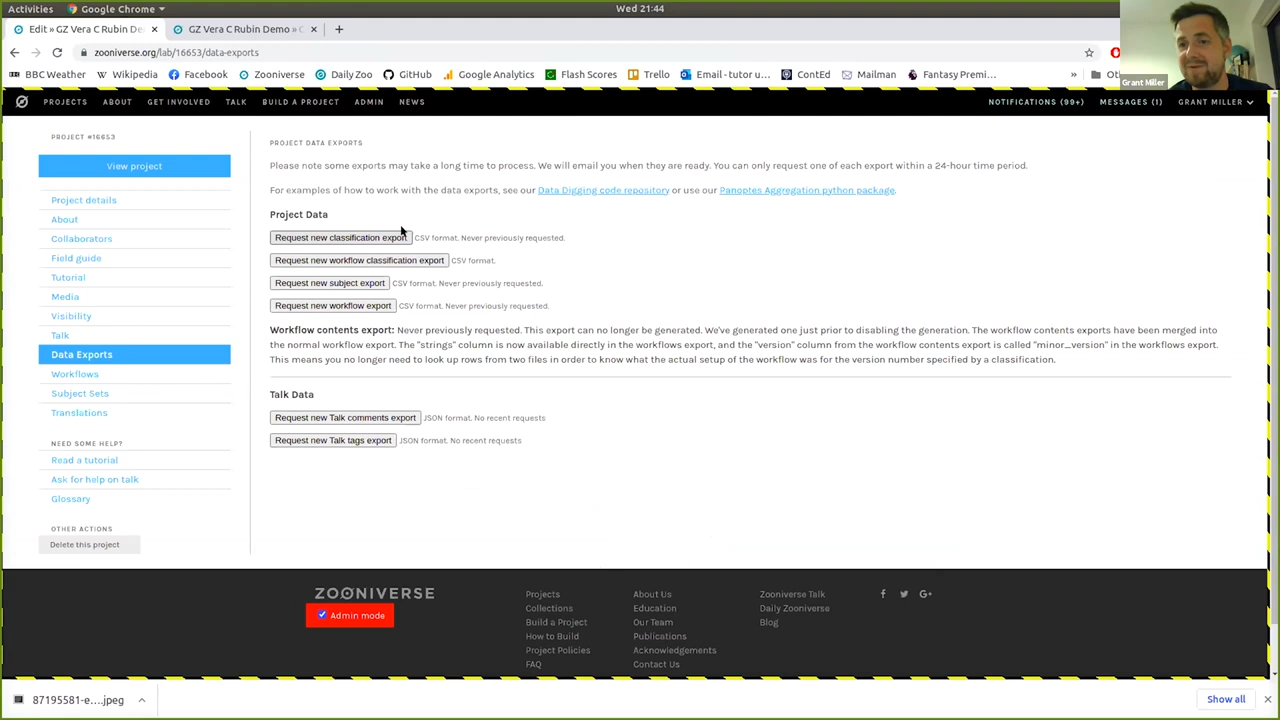 Activities
Google Chrome
Wed 21:44
Edit » GZ Vera C Rubin De
GZ Vera C Rubin Demo »
zooniverse.org/lab/16653/data-exports
BBC Weather
Wikipedia
Facebook
Zooniverse
Daily Zoo
GitHub
Google Analytics
Flash Scores
Trello
Email - tutor u...
ContEd
Mailman
Fantasy Premi...
»
Grant Miller
PROJECTS
ABOUT
GET INVOLVED
TALK
BUILD A PROJECT
ADMIN
NEWS
NOTIFICATIONS (99+)
MESSAGES (1)
GRANT MILLER
PROJECT #16653
View project
Project details
About
Collaborators
Field guide
Tutorial
Media
Visibility
Talk
Data Exports
Workflows
Subject Sets
Translations
NEED SOME HELP?
Read a tutorial
Ask for help on talk
Glossary
OTHER ACTIONS
Delete this project
PROJECT DATA EXPORTS
Please note some exports may take a long time to process. We will email you when they are ready. You can only request one of each export within a 24-hour time period.
For examples of how to work with the data exports, see our Data Digging code repository or use our Panoptes Aggregation python package.
Project Data
Request new classification export CSV format. Never previously requested.
Request new workflow classification export CSV format.
Request new subject export CSV format. Never previously requested.
Request new workflow export CSV format. Never previously requested.
Workflow contents export: Never previously requested. This export can no longer be generated. We've generated one just prior to disabling the generation. The workflow contents exports have been merged into
the normal workflow export. The "strings" column is now available directly in the workflows export, and the "version" column from the workflow contents export is called "minor_version" in the workflows export.
This means you no longer need to look up rows from two files in order to know what the actual setup of the workflow was for the version number specified by a classification.
Talk Data
Request new Talk comments export JSON format. No recent requests
Request new Talk tags export JSON format. No recent requests
ZOONIVERSE
Admin mode
Projects
Collections
Build a Project
How to Build
Project Policies
FAQ
About Us
Education
Our Team
Publications
Acknowledgements
Contact Us
Zooniverse Talk
Daily Zooniverse
Blog
87195581-e....jpeg
Show all